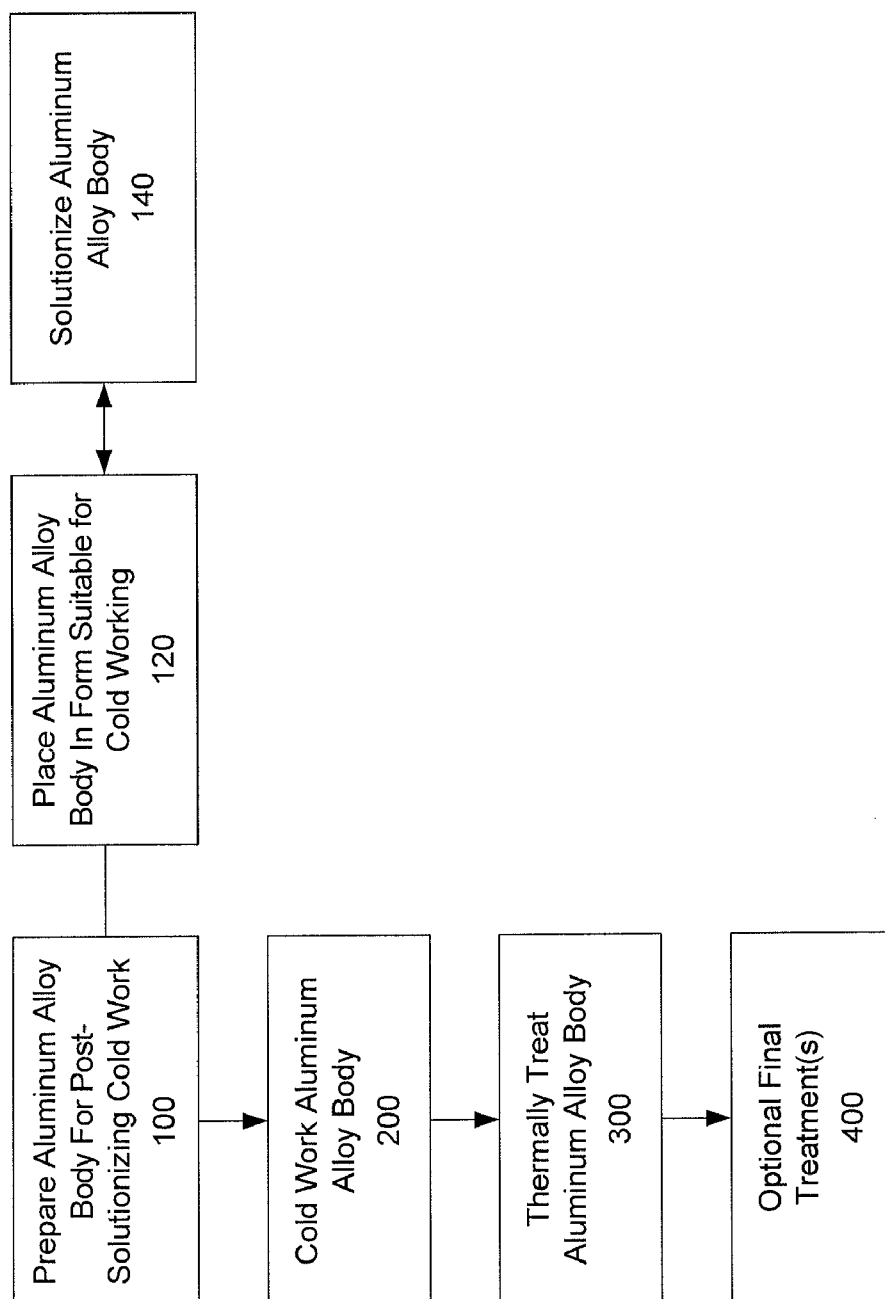 Prepare Aluminum Alloy
Body For Post-
Solutionizing Cold Work
100
Place Aluminum Alloy
Body In Form Suitable for
Cold Working
120
Solutionize Aluminum
Alloy Body
140
Cold Work Aluminum
Alloy Body
200
Thermally Treat
Aluminum Alloy Body
300
Optional Final
Treatment(s)
400